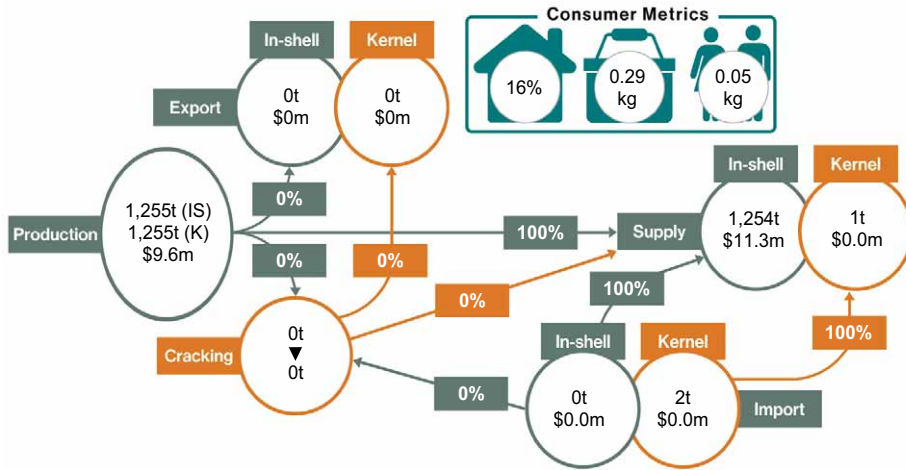 Consumer Metrics
16%
0.29
kg
0.05
kg
In-shell
Kernel
Export
0t
$0m
0t
$0m
0%
Production
1,255t (IS)
1,255t (K)
$9.6m
100%
Supply
In-shell
Kernel
1,254t
$11.3m
1t
$0.0m
0%
0%
0%
100%
100%
Cracking
0t
▼
0t
0%
In-shell
Kernel
0t
$0.0m
2t
$0.0m
Import